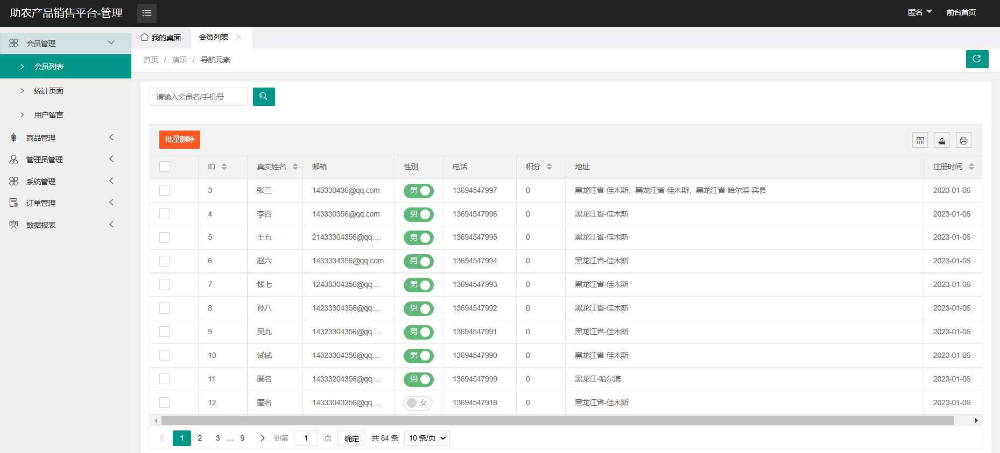 助农产品销售平台-管理
匿名 前台首页
会员管理
会员列表
统计页面
用户留言
商品管理
管理员管理
系统管理
订单管理
数据报表
我的桌面 会员列表
首页 / 演示 / 导航元素
请输入会员名/手机号
批量删除
ID 真实姓名... 邮箱 性别 电话 积分 地址 注册时间
3 张三 143330436@qq.com 男 13694547997 0 黑龙江省-佳木斯，黑龙江省-佳木斯，黑龙江省-哈尔滨-宾县 2023-01-06
4 李四 143330356@qq.com 男 13694547996 0 黑龙江省-佳木斯 2023-01-06
5 王五 21433304356@qq.... 男 13694547995 0 黑龙江省-佳木斯 2023-01-06
6 赵六 1433334356@qq.com 男 13694547994 0 黑龙江省-佳木斯 2023-01-06
7 钱七 12433304356@qq.... 男 13694547993 0 黑龙江省-佳木斯 2023-01-06
8 孙八 14233304356@qq.... 男 13694547992 0 黑龙江省-佳木斯 2023-01-06
9 吴九 14323304356@qq.... 男 13694547991 0 黑龙江省-佳木斯 2023-01-06
10 试试 14323304356@qq.... 男 13694547990 0 黑龙江省-佳木斯 2023-01-06
11 匿名 14333204356@qq.... 男 13694547999 0 黑龙江-哈尔滨 2023-01-06
12 匿名 14333043256@qq.... 女 13694547918 0 黑龙江省-佳木斯 2023-01-06
1 2 3 ... 9 到第 1 页 确定 共 84 条 10 条/页